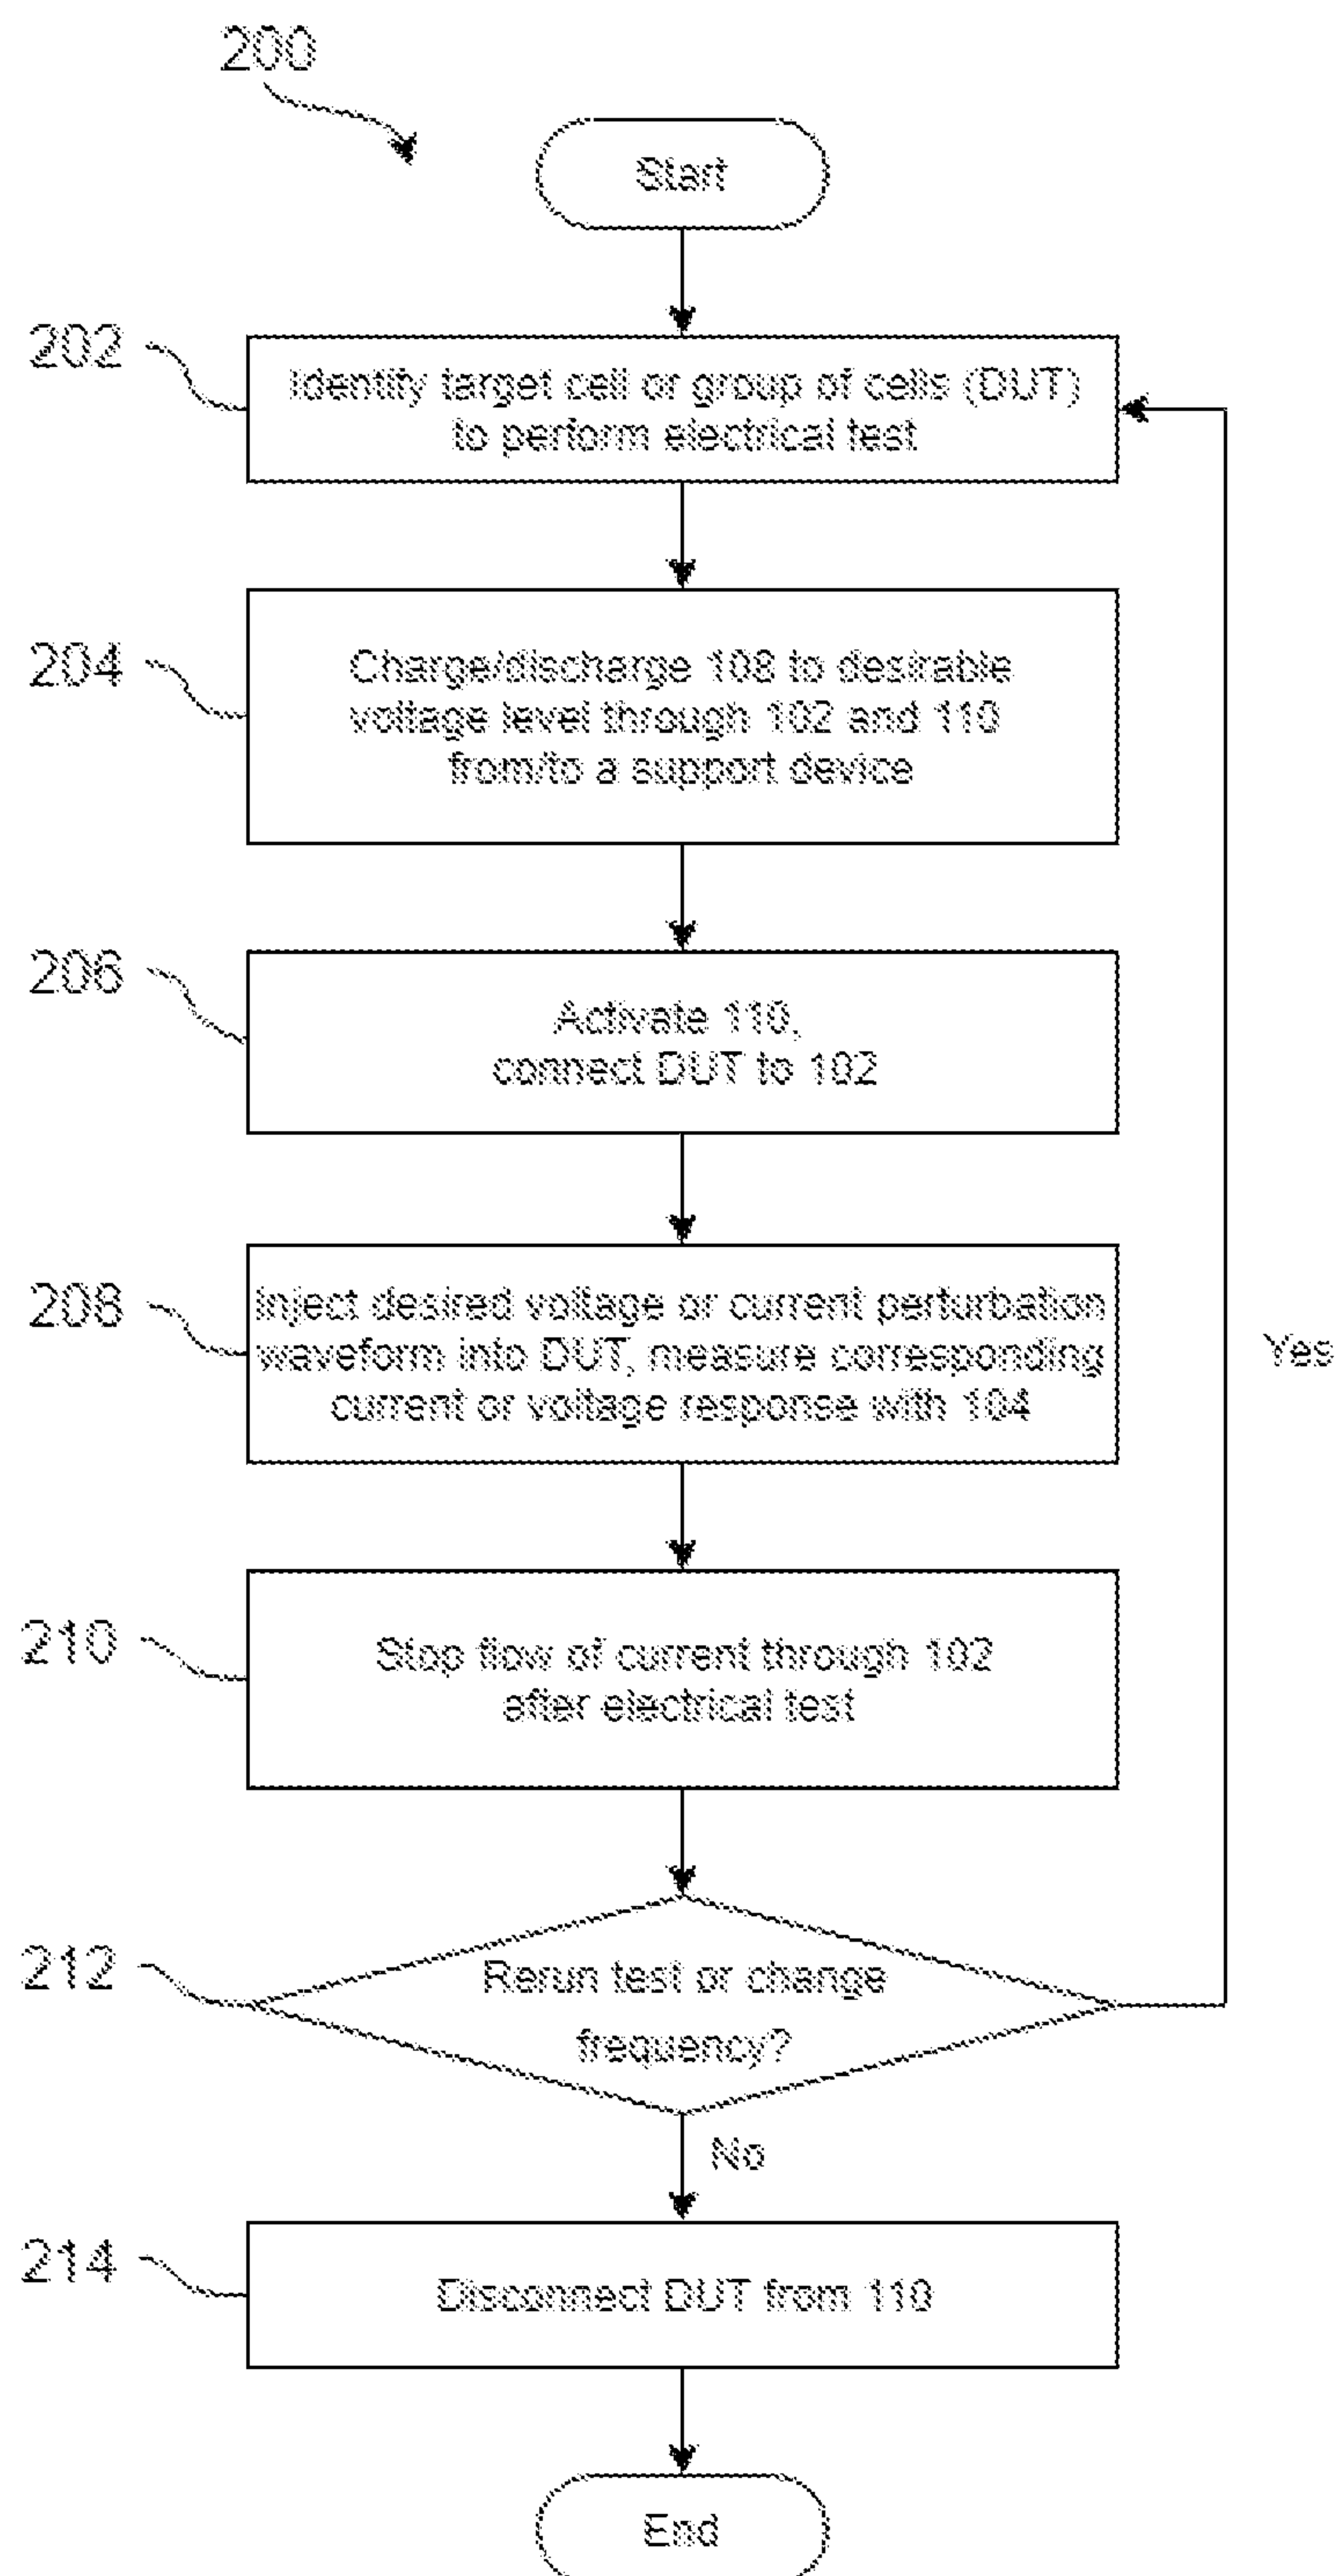 200
Start
202
Identify target cell or group of cells (DUT)
to perform electrical test
204
Charge/discharge 108 to desirable
voltage level through 102 and 110
from/to a support device
206
Activate 110,
connect DUT to 102
208
Inject desired voltage or current perturbation
waveform into DUT, measure corresponding
current or voltage response with 104
Yes
210
Stop flow of current through 102
after electrical test
212
Rerun test or change
frequency?
No
214
Disconnect DUT from 110
End